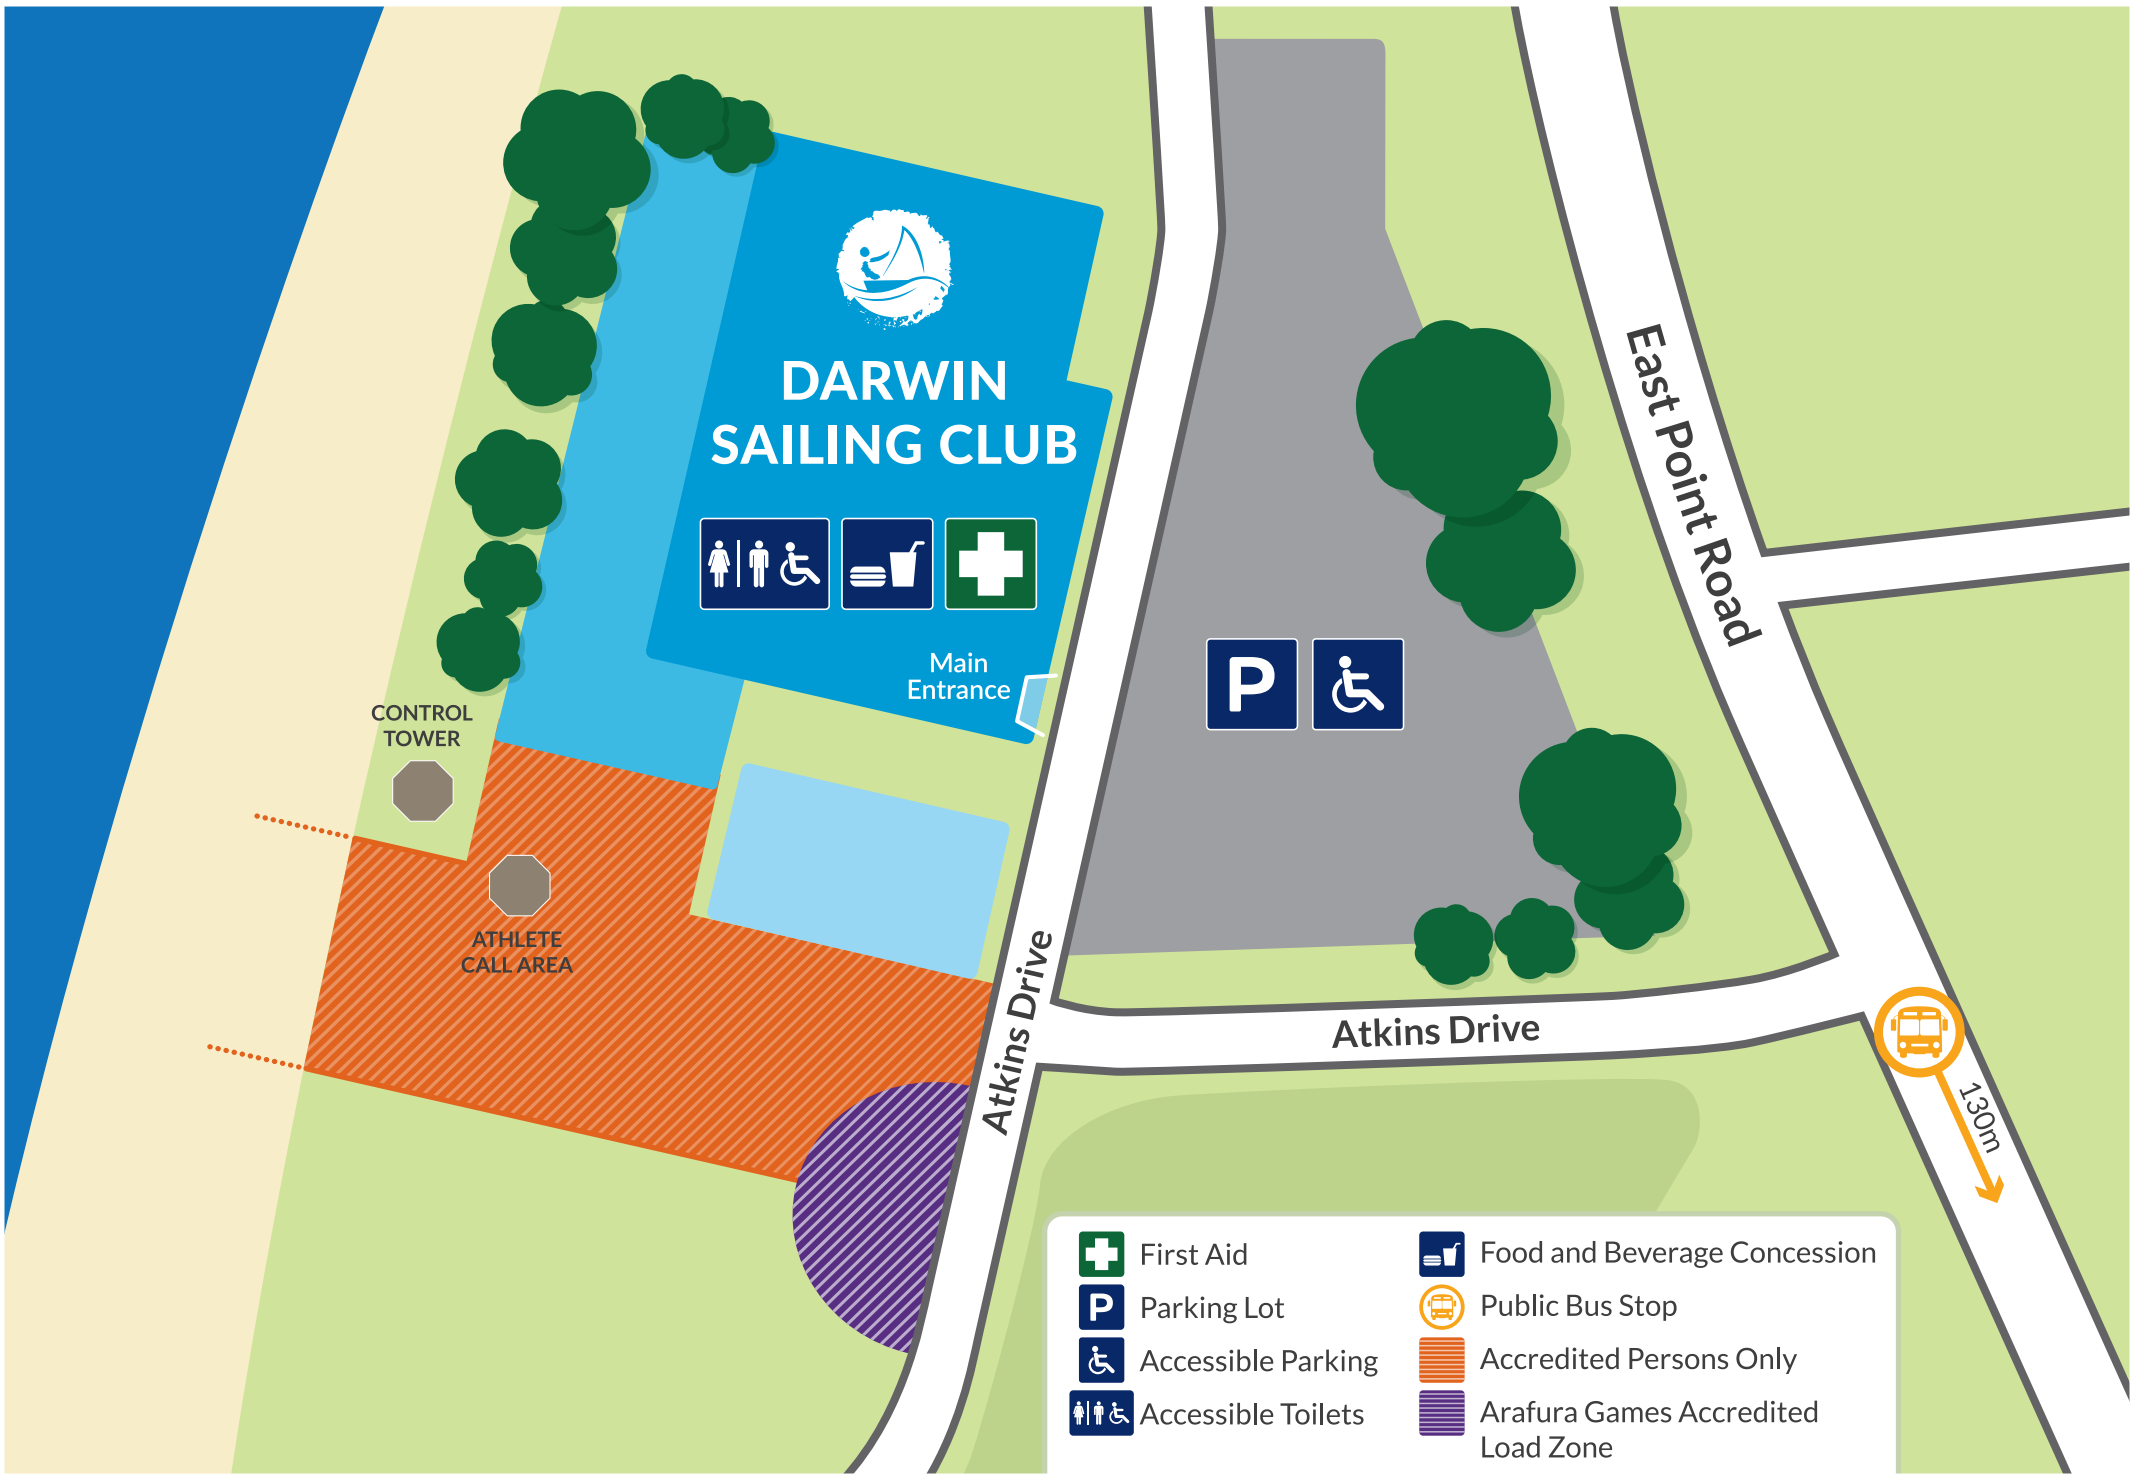 DARWIN
SAILING CLUB
Main
Entrance
CONTROL
TOWER
ATHLETE
CALL AREA
P
East Point Road
Atkins Drive
Atkins Drive
130m
First Aid
P
Parking Lot
Accessible Parking
Accessible Toilets
Food and Beverage Concession
Public Bus Stop
Accredited Persons Only
Arafura Games Accredited
Load Zone